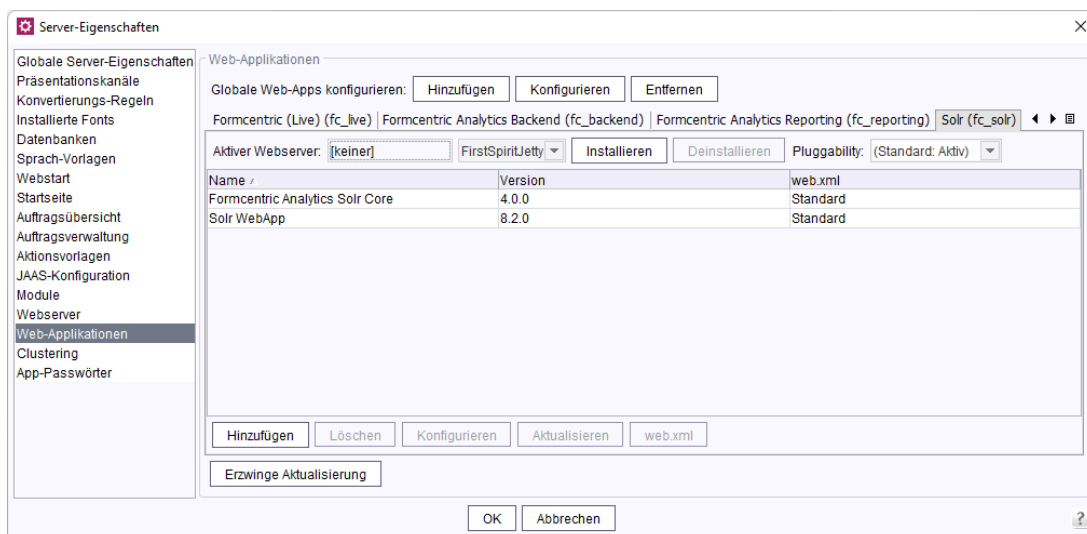 Server-Eigenschaften
Globale Server-Eigenschaften
Präsentationskanäle
Konvertierungs-Regeln
Installierte Fonts
Datenbanken
Sprach-Vorlagen
Webstart
Startseite
Auftragsübersicht
Auftragsverwaltung
Aktionsvorlagen
JAAS-Konfiguration
Module
Webserver
Web-Applikationen
Clustering
App-Passwörter
Web-Applikationen
Globale Web-Apps konfigurieren: Hinzufügen Konfigurieren Entfernen
Formcentric (Live) (fc_live) Formcentric Analytics Backend (fc_backend) Formcentric Analytics Reporting (fc_reporting) Solr (fc_solr)
Aktiver Webserver: [keiner] FirstSpiritJetty Installieren Deinstallieren Pluggability: (Standard: Aktiv)
Name Version web.xml
Formcentric Analytics Solr Core 4.0.0 Standard
Solr WebApp 8.2.0 Standard
Hinzufügen Löschen Konfigurieren Aktualisieren web.xml
Erzwinge Aktualisierung
OK Abbrechen ?